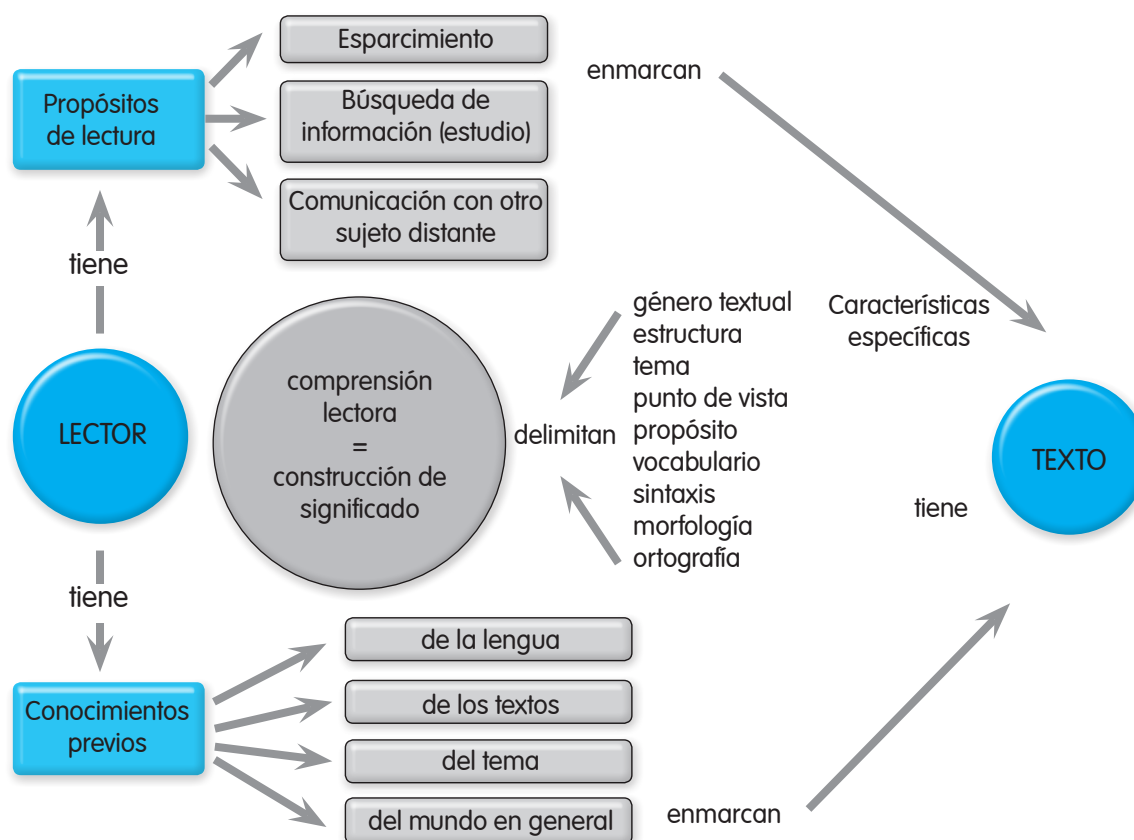 Esparcimiento
enmarcan
Propósitos
de lectura
Búsqueda de
información (estudio)
Comunicación con otro
sujeto distante
tiene
género textual
estructura
tema
punto de vista
propósito
vocabulario
sintaxis
morfología
ortografía
Características
específicas
comprensión
lectora
=
construcción de
significado
delimitan
LECTOR
TEXTO
tiene
tiene
de la lengua
Conocimientos
previos
de los textos
del tema
del mundo en general
enmarcan